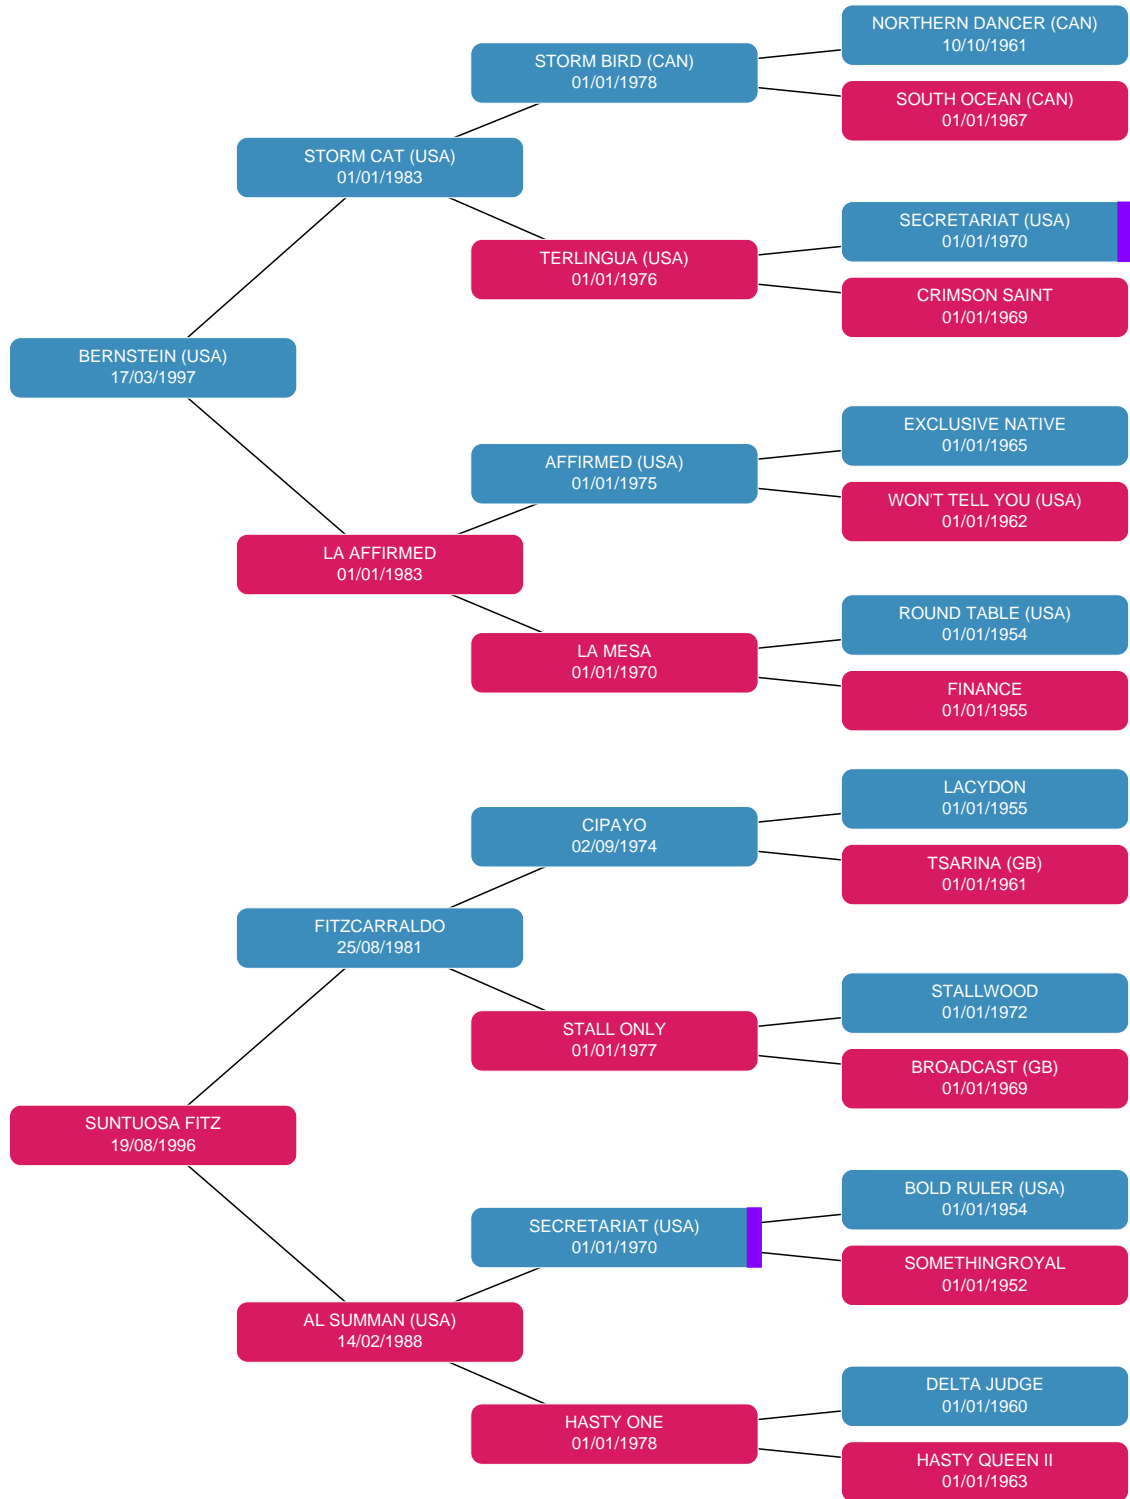 NORTHERN DANCER (CAN)
10/10/1961
STORM BIRD (CAN)
01/01/1978
SOUTH OCEAN (CAN)
01/01/1967
STORM CAT (USA)
01/01/1983
SECRETARIAT (USA)
01/01/1970
TERLINGUA (USA)
01/01/1976
CRIMSON SAINT
01/01/1969
BERNSTEIN (USA)
17/03/1997
EXCLUSIVE NATIVE
01/01/1965
AFFIRMED (USA)
01/01/1975
WON'T TELL YOU (USA)
01/01/1962
LA AFFIRMED
01/01/1983
ROUND TABLE (USA)
01/01/1954
LA MESA
01/01/1970
FINANCE
01/01/1955
LACYDON
01/01/1955
CIPAYO
02/09/1974
TSARINA (GB)
01/01/1961
FITZCARRALDO
25/08/1981
STALLWOOD
01/01/1972
STALL ONLY
01/01/1977
BROADCAST (GB)
01/01/1969
SUNTUOSA FITZ
19/08/1996
BOLD RULER (USA)
01/01/1954
SECRETARIAT (USA)
01/01/1970
SOMETHINGROYAL
01/01/1952
AL SUMMAN (USA)
14/02/1988
DELTA JUDGE
01/01/1960
HASTY ONE
01/01/1978
HASTY QUEEN II
01/01/1963